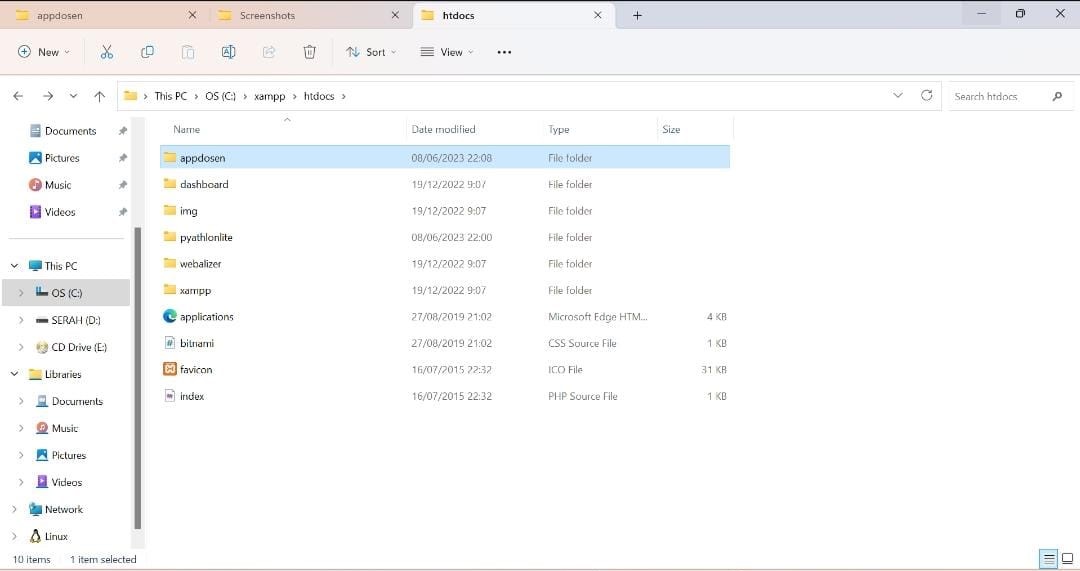 appdosen
Screenshots
htdocs
New
Sort
View
This PC > OS (C:) > xampp > htdocs >
Search htdocs
Documents
Pictures
Music
Videos
This PC
OS (C:)
SERAH (D:)
CD Drive (E:)
Libraries
Documents
Music
Pictures
Videos
Network
Linux
Name Date modified Type Size
appdosen 08/06/2023 22:08 File folder
dashboard 19/12/2022 9:07 File folder
img 19/12/2022 9:07 File folder
pyathlonlite 08/06/2023 22:00 File folder
webalizer 19/12/2022 9:07 File folder
xampp 19/12/2022 9:07 File folder
applications 27/08/2019 21:02 Microsoft Edge HTM... 4 KB
bitnami 27/08/2019 21:02 CSS Source File 1 KB
favicon 16/07/2015 22:32 ICO File 31 KB
index 16/07/2015 22:32 PHP Source File 1 KB
10 items 1 item selected